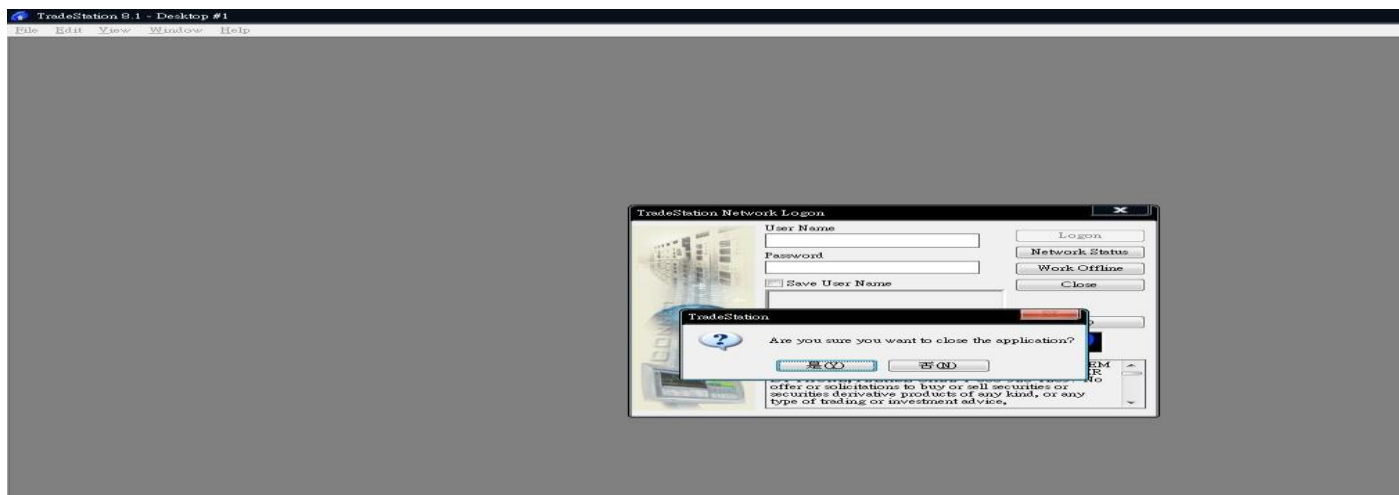 TradeStation 8.1 - Desktop #1
File Edit View Window Help
TradeStation Network Logon
User Name
Logon
Network Status
Password
Work Offline
Save User Name
Close
TradeStation
Are you sure you want to close the application?
是(Y) 否(N)
EM
R
No
offer or solicitations to buy or sell securities or
securities derivative products of any kind, or any
type of trading or investment advice.